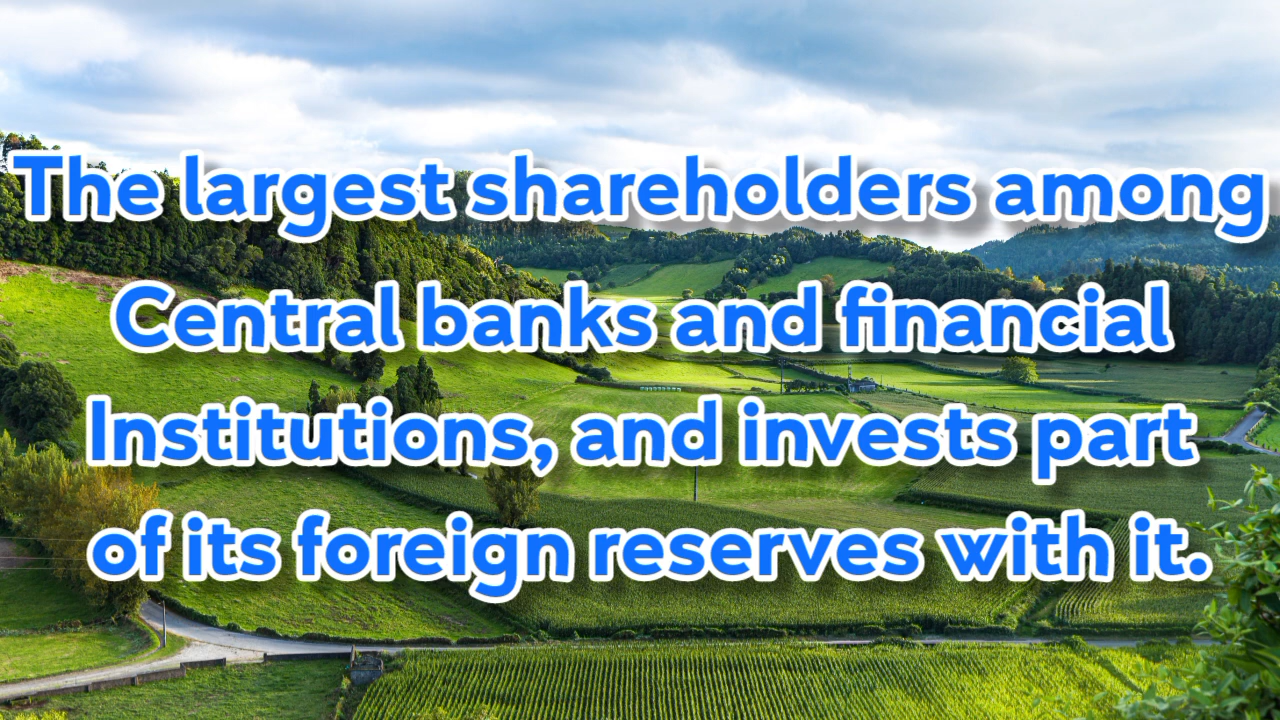 The largest shareholders among
Central banks and financial
Institutions, and invests part
of its foreign reserves with it.